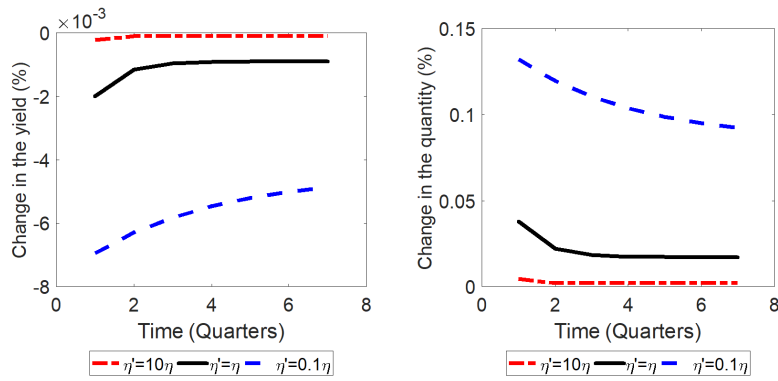 ×10⁻³
0
-2
-4
-6
-8
0 2 4 6 8
Change in the yield (%)
Time (Quarters)
η'=10η η'=η η'=0.1η
0.15
0.1
0.05
0
0 2 4 6 8
Change in the quantity (%)
Time (Quarters)
η'=10η η'=η η'=0.1η